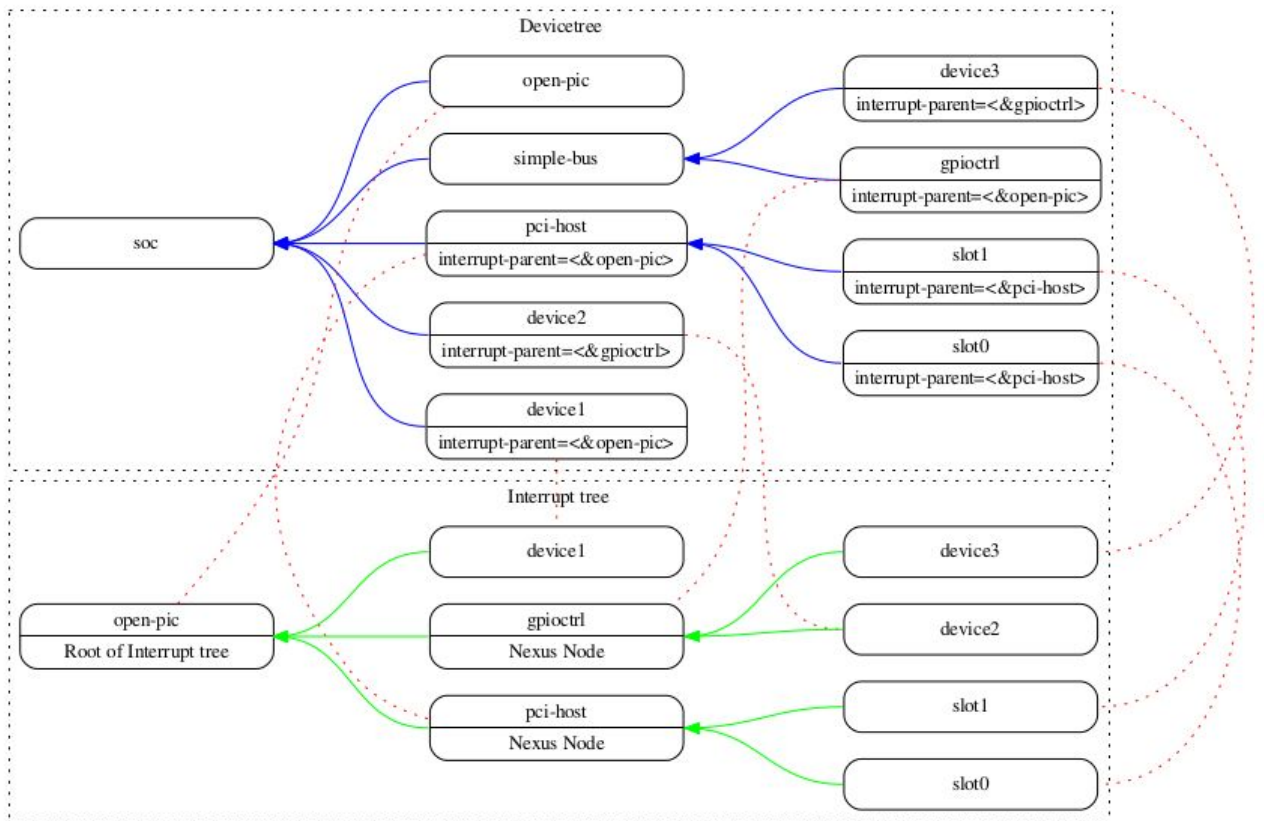 Devicetree
open-pic
simple-bus
soc
pci-host
interrupt-parent=<&open-pic>
device2
interrupt-parent=<&gpioctrl>
device1
interrupt-parent=<&open-pic>
device3
interrupt-parent=<&gpioctrl>
gpioctrl
interrupt-parent=<&open-pic>
slot1
interrupt-parent=<&pci-host>
slot0
interrupt-parent=<&pci-host>
Interrupt tree
open-pic
Root of Interrupt tree
device1
gpioctrl
Nexus Node
pci-host
Nexus Node
device3
device2
slot1
slot0